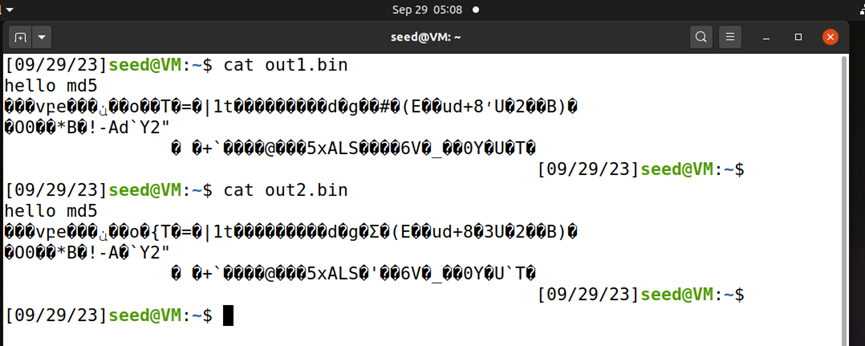 Sep 29 05:08
seed@VM: ~
[09/29/23]seed@VM:~$ cat out1.bin
hello md5
���vբe���ݧ��o��T�=�|1t���������d�g��#�(E��ud+8׳U�2��B)�
�O0��*B�!-Ad`Y2"
� �+`����@���5xALS����6V�_��0Y�U�T�
[09/29/23]seed@VM:~$
[09/29/23]seed@VM:~$ cat out2.bin
hello md5
���vբe���ݧ��o�{T�=�|1t���������d�g�Σ�(E��ud+8�3U�2��B)�
�O0��*B�!-A�`Y2"
� �+`����@���5xALS�'��6V�_��0Y�U`T�
[09/29/23]seed@VM:~$
[09/29/23]seed@VM:~$